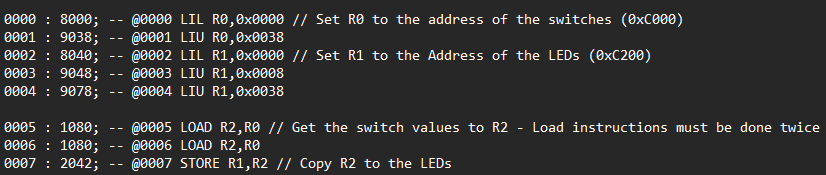 0000 : 8000; -- @0000 LIL R0,0x0000 // Set R0 to the address of the switches (0xC000)
0001 : 9038; -- @0001 LIU R0,0x0038
0002 : 8040; -- @0002 LIL R1,0x0000 // Set R1 to the Address of the LEDs (0xC200)
0003 : 9048; -- @0003 LIU R1,0x0008
0004 : 9078; -- @0004 LIU R1,0x0038
0005 : 1080; -- @0005 LOAD R2,R0 // Get the switch values to R2 - Load instructions must be done twice
0006 : 1080; -- @0006 LOAD R2,R0
0007 : 2042; -- @0007 STORE R1,R2 // Copy R2 to the LEDs